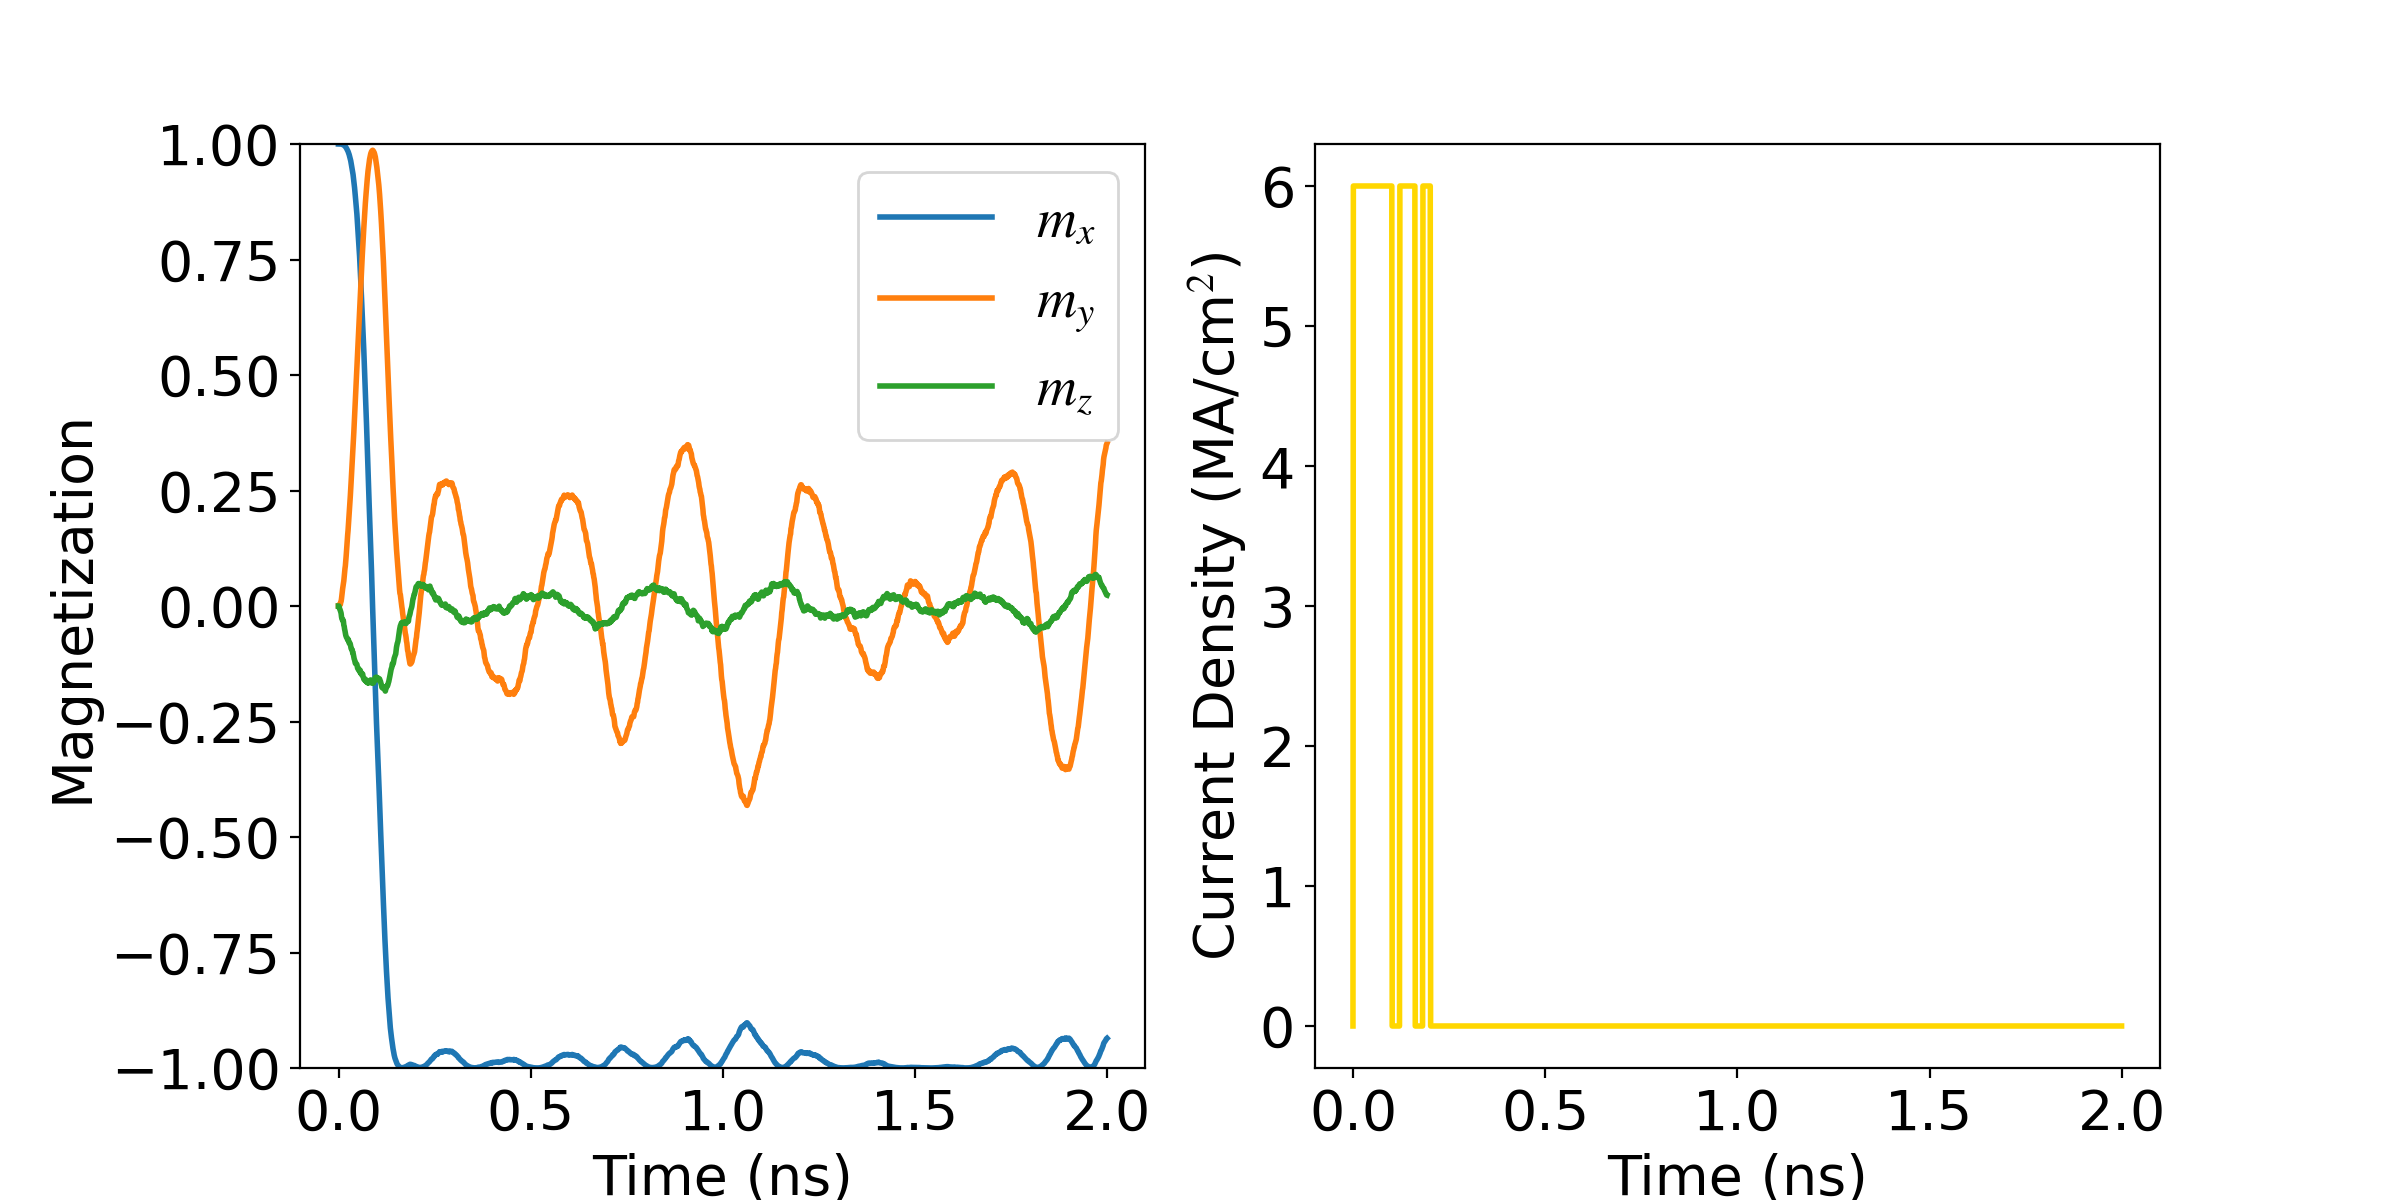 1.00
0.75
0.50
0.25
0.00
−0.25
−0.50
−0.75
−1.00
Magnetization
0.0 0.5 1.0 1.5 2.0
Time (ns)
m_x
m_y
m_z
6
5
4
3
2
1
0
Current Density (MA/cm²)
0.0 0.5 1.0 1.5 2.0
Time (ns)